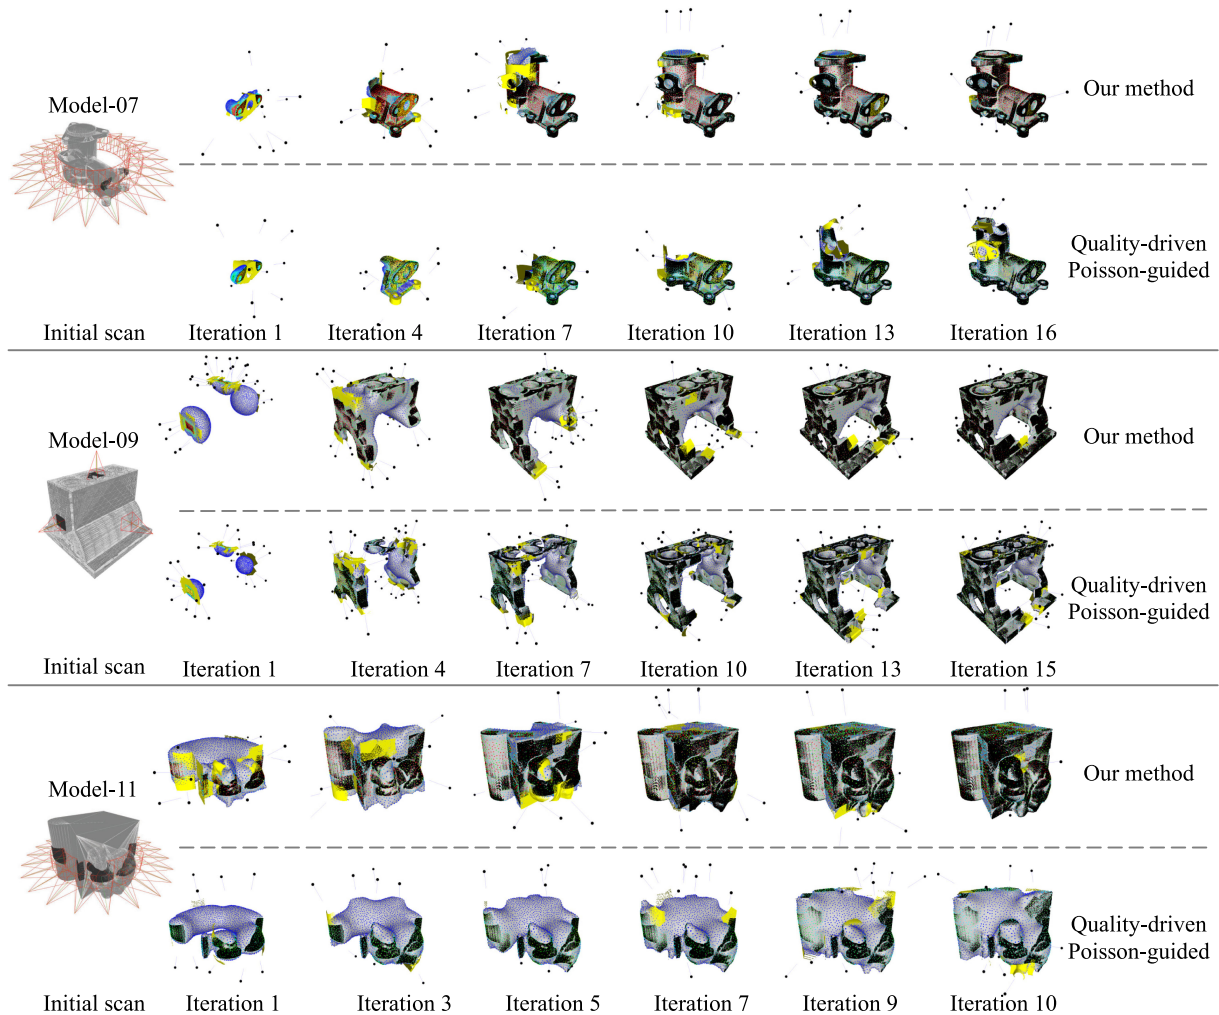 Model-07
Our method
Quality-driven
Poisson-guided
Initial scan Iteration 1 Iteration 4 Iteration 7 Iteration 10 Iteration 13 Iteration 16
Model-09
Our method
Quality-driven
Poisson-guided
Initial scan Iteration 1 Iteration 4 Iteration 7 Iteration 10 Iteration 13 Iteration 15
Model-11
Our method
Quality-driven
Poisson-guided
Initial scan Iteration 1 Iteration 3 Iteration 5 Iteration 7 Iteration 9 Iteration 10